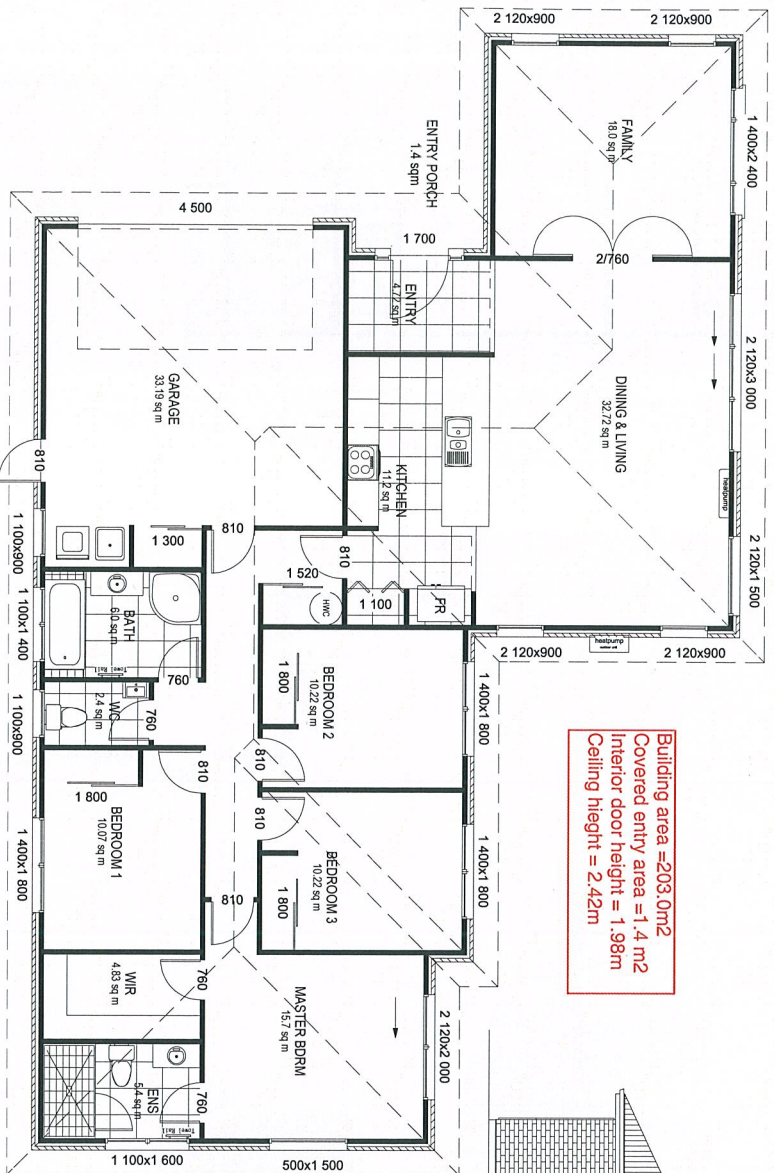 2 120x900
2 120x900
FAMILY
18.0 sq m
1 400x2 400
ENTRY PORCH
1.4 sqm
4 500
1 700
2/760
ENTRY
4.72 sq m
2 120x3 000
DINING & LIVING
32.72 sq m
GARAGE
33.19 sq m
KITCHEN
11.2 sq m
heatpump
810
810
810
1 300
1 520
1 100
FR
HWC
2 120x1 500
1 100x900
1 100x1 400
1 100x900
BATH
6.0 sq m
Towel Rail
760
WC
2.4 sq m
760
2 120x900
heatpump
outdoor unit
2 120x900
BEDROOM 2
10.22 sq m
1 800
1 400x1 800
810
810
810
BEDROOM 1
10.07 sq m
1 800
1 400x1 800
BEDROOM 3
10.22 sq m
1 800
1 400x1 800
810
WIR
4.83 sq m
760
MASTER BDRM
15.7 sq m
2 120x2 000
ENS
5.4 sq m
Towel Rail
760
1 100x1 600
500x1 500
Building area =203.0m2
Covered entry area =1.4 m2
Interior door height = 1.98m
Ceiling hieght = 2.42m